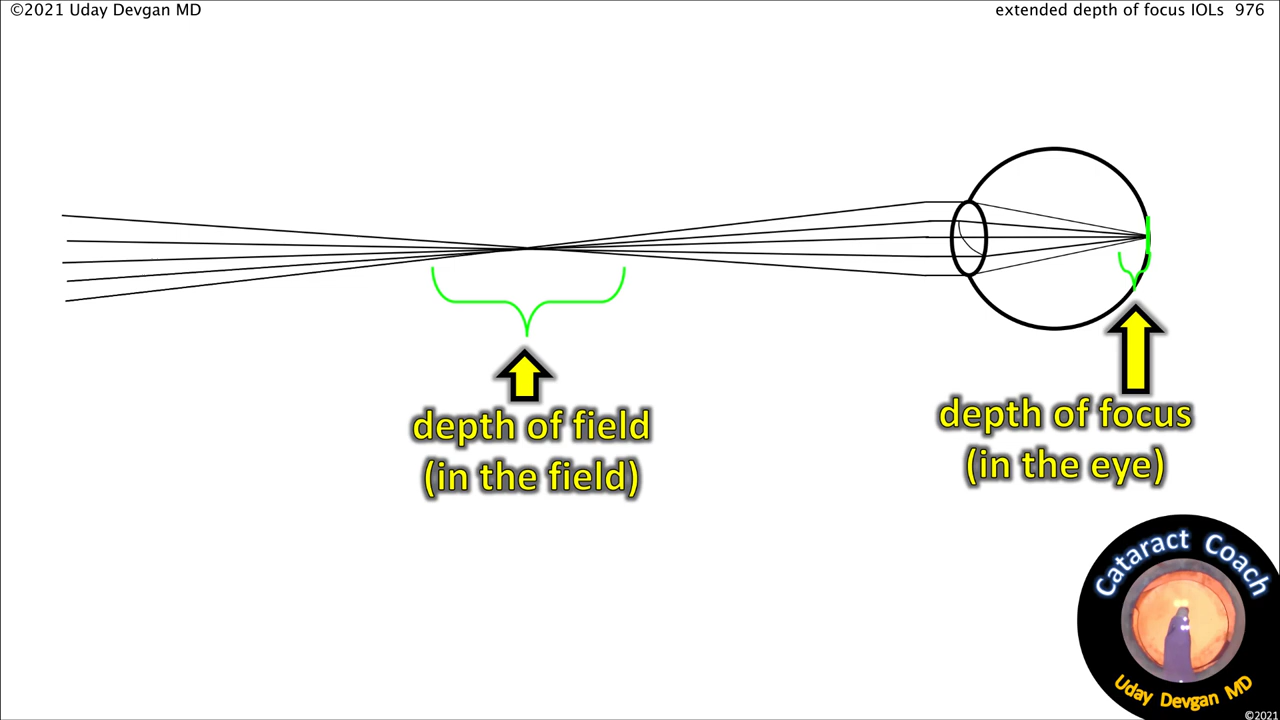 ©2021 Uday Devgan MD
extended depth of focus IOLs 976
depth of field
(in the field)
depth of focus
(in the eye)
Cataract Coach
Uday Devgan MD
©2021